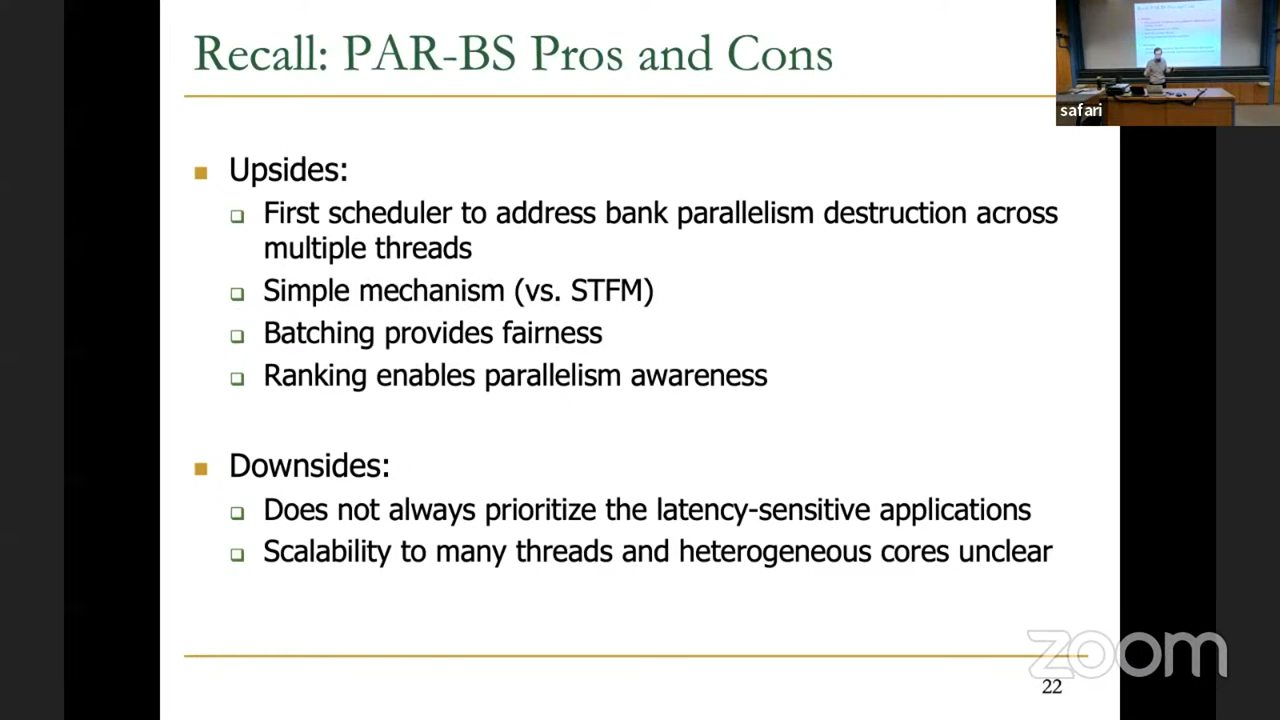 Recall: PAR-BS Pros and Cons
safari
Upsides:
First scheduler to address bank parallelism destruction across
multiple threads
Simple mechanism (vs. STFM)
Batching provides fairness
Ranking enables parallelism awareness
Downsides:
Does not always prioritize the latency-sensitive applications
Scalability to many threads and heterogeneous cores unclear
zoom
22